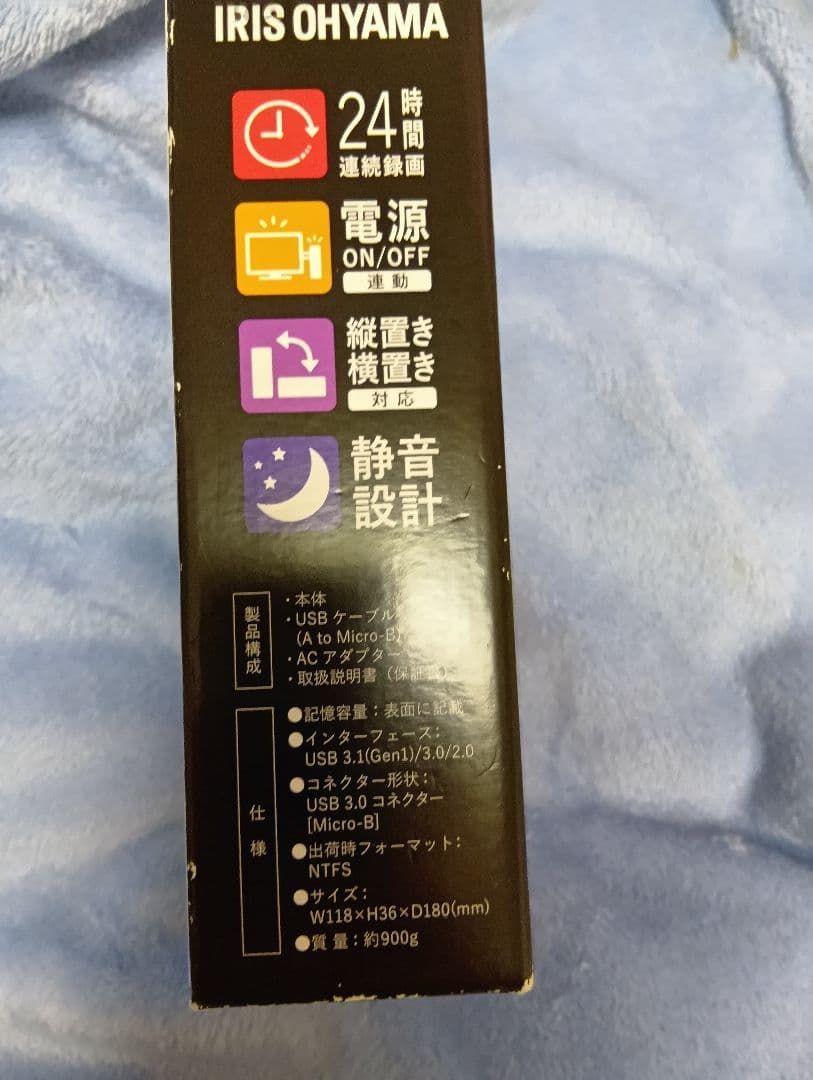 IRIS OHYAMA
24時間
連続録画
電源
ON/OFF
連動
縦置き
横置き
対応
静音
設計
製品構成
・本体
・USB ケーブル
(A to Micro-B)
・AC アダプター
・取扱説明書（保証書）
仕様
●記憶容量：表面に記載
●インターフェース：
USB 3.1(Gen1)/3.0/2.0
●コネクター形状：
USB 3.0 コネクター
[Micro-B]
●出荷時フォーマット：
NTFS
●サイズ：
W118×H36×D180(mm)
●質 量：約900g